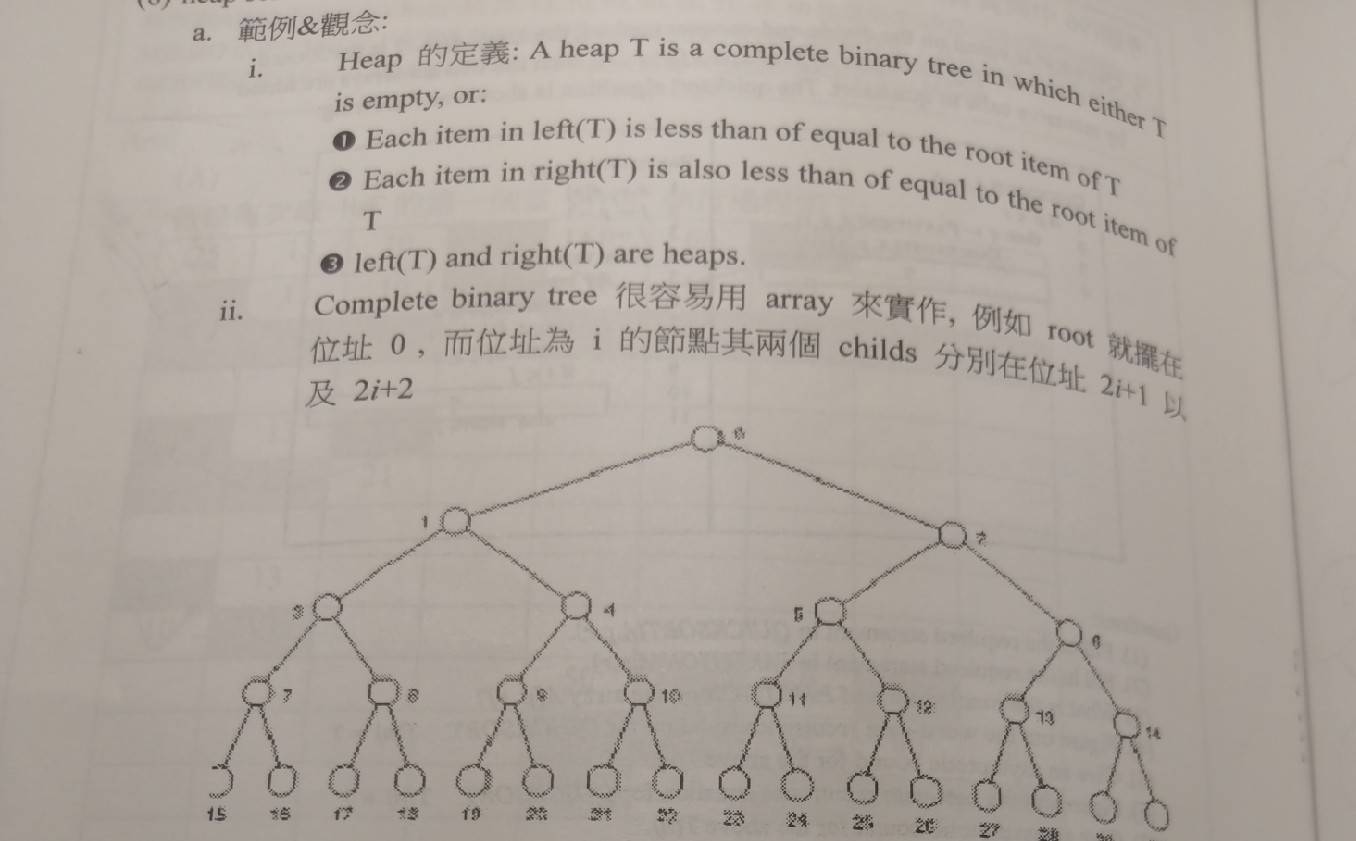 a. 範例&觀念:
i. Heap 的定義: A heap T is a complete binary tree in which either T
is empty, or:
❶ Each item in left(T) is less than of equal to the root item of T
❷ Each item in right(T) is also less than of equal to the root item of
T
❸ left(T) and right(T) are heaps.
ii. Complete binary tree 很容易用 array 來實作, 例如 root 就擺在
位址 0 , 而位址為 i 的節點其兩個 childs 分別在位址 2i+1 以
及 2i+2
0
1 2
3 4 5 6
7 8 9 10 11 12 13 14
15 16 17 18 19 20 21 22 23 24 25 26 27 28